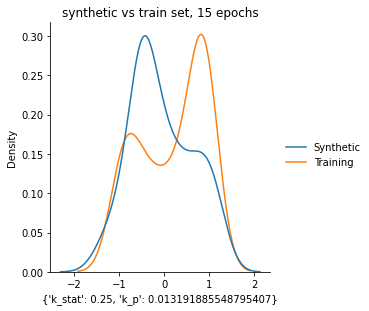 synthetic vs train set, 15 epochs
0.30
0.25
0.20
0.15
0.10
0.05
0.00
Density
-2
-1
0
1
2
{'k_stat': 0.25, 'k_p': 0.013191885548795407}
Synthetic
Training